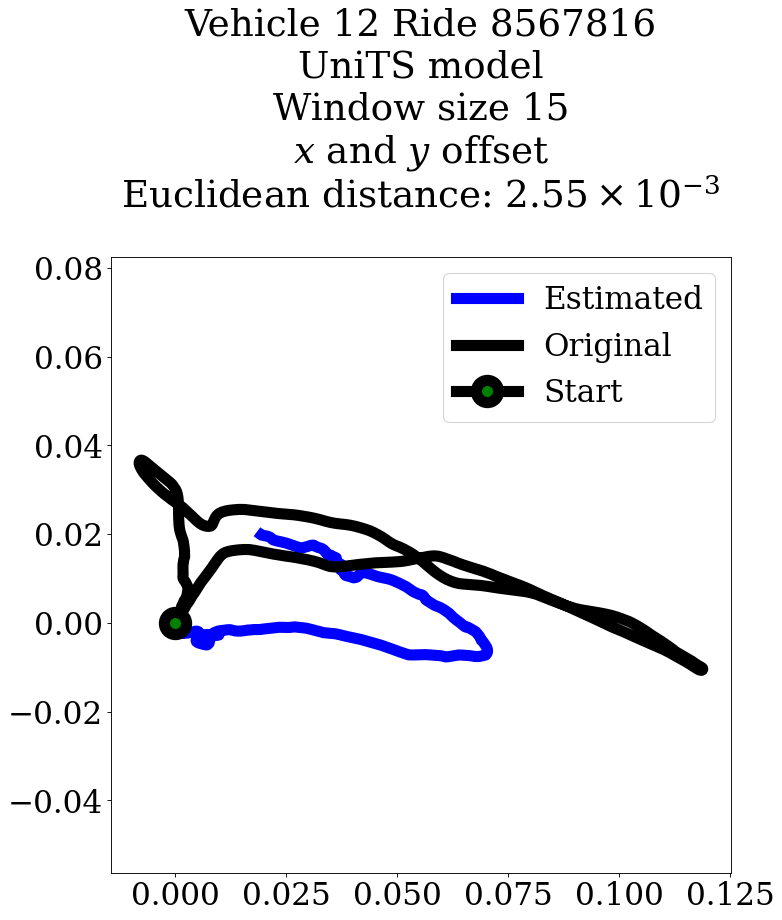 Vehicle 12 Ride 8567816
UniTS model
Window size 15
x and y offset
Euclidean distance: 2.55 × 10⁻³
Estimated
Original
Start
0.08
0.06
0.04
0.02
0.00
−0.02
−0.04
0.000 0.025 0.050 0.075 0.100 0.125